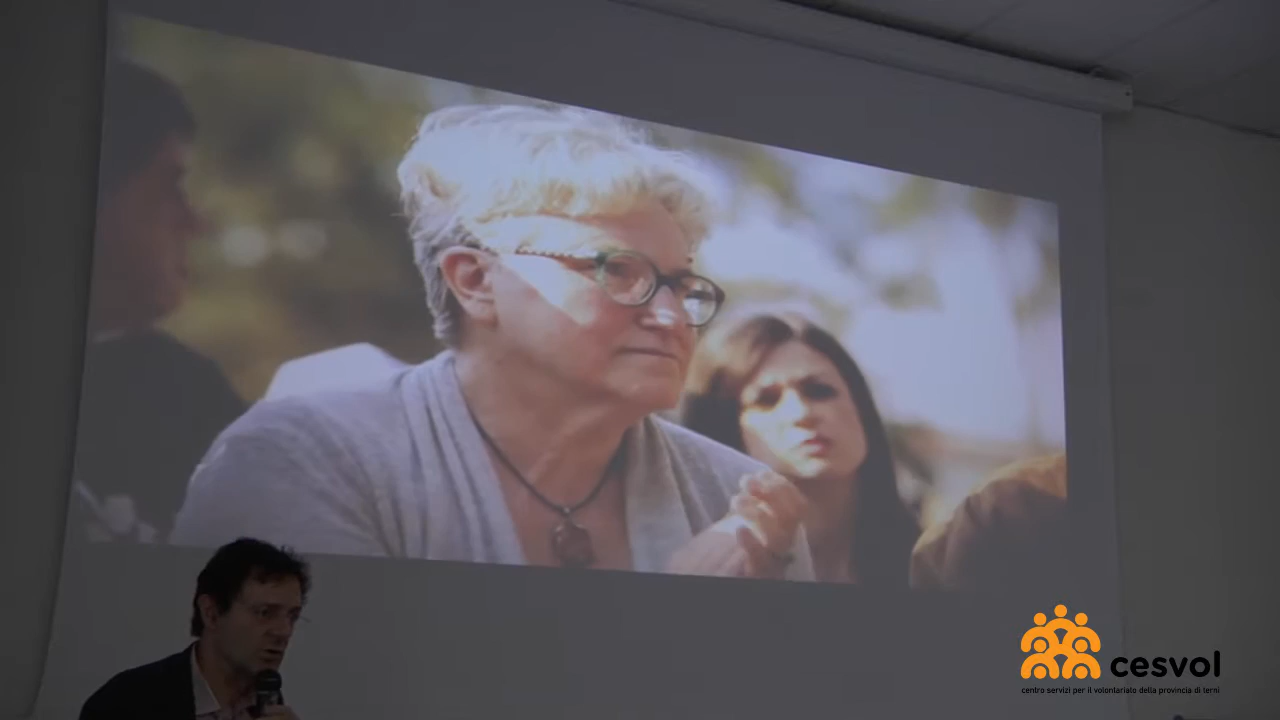 cesvol
centro servizi per il volontariato della provincia di terni